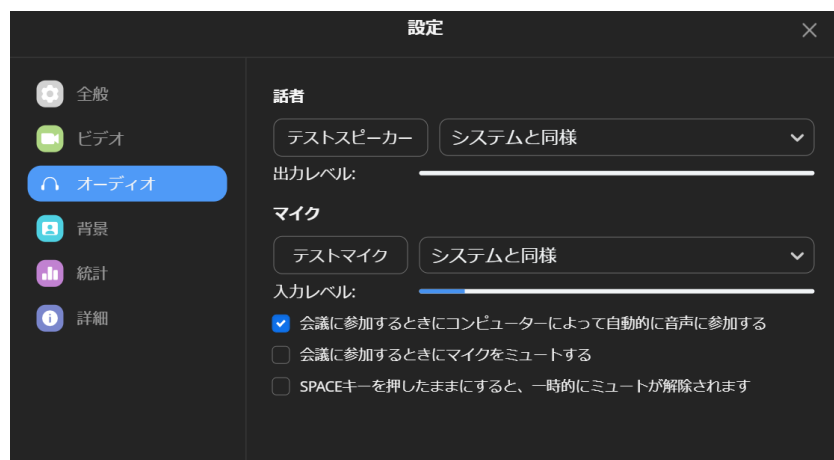 設定
全般
ビデオ
オーディオ
背景
統計
詳細
話者
テストスピーカー システムと同様
出力レベル:
マイク
テストマイク システムと同様
入力レベル:
会議に参加するときにコンピューターによって自動的に音声に参加する
会議に参加するときにマイクをミュートする
SPACEキーを押したままにすると、一時的にミュートが解除されます